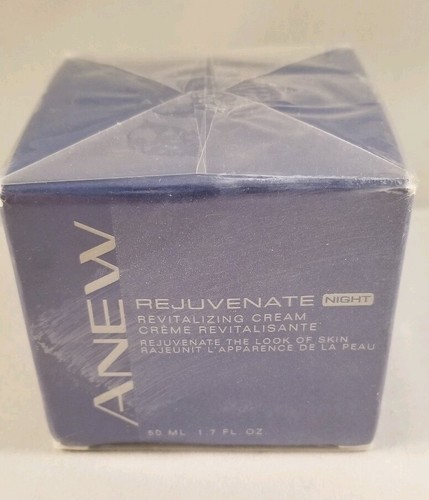 ANEW
REJUVENATE NIGHT
REVITALIZING CREAM
CRÈME REVITALISANTE
REJUVENATE THE LOOK OF SKIN
RAJEUNIT L'APPARENCE DE LA PEAU
50 ML 1.7 FL OZ